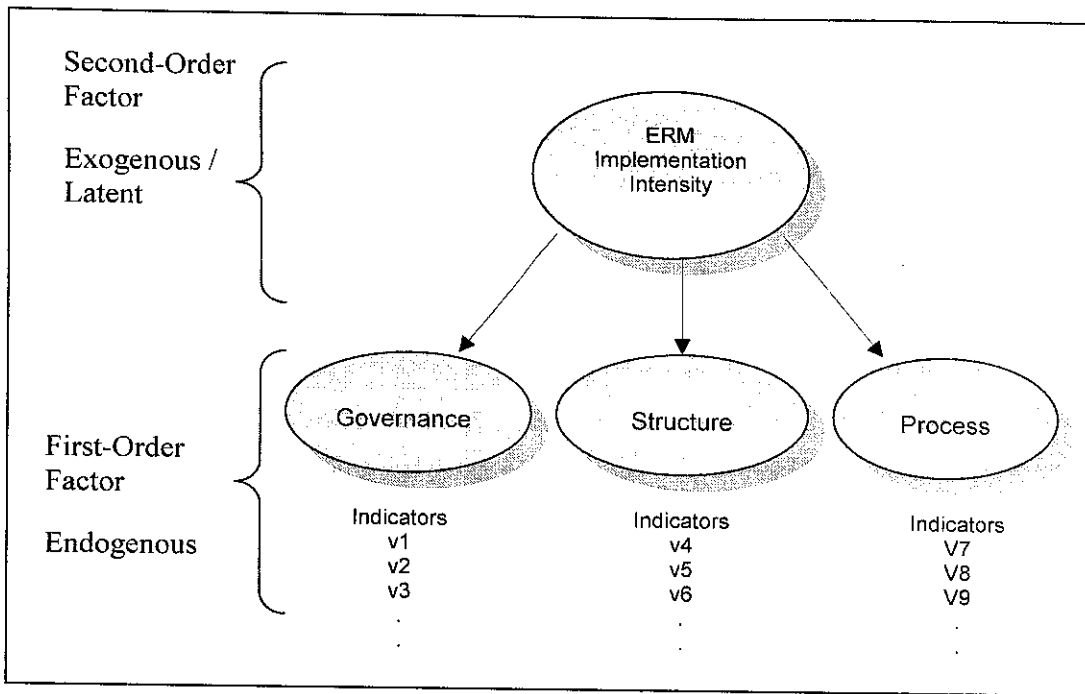 Second-Order
Factor
Exogenous /
Latent
ERM
Implementation
Intensity
Governance
Structure
Process
First-Order
Factor
Endogenous
Indicators
v1
v2
v3
.
.
Indicators
v4
v5
v6
.
.
Indicators
V7
V8
V9
.
.